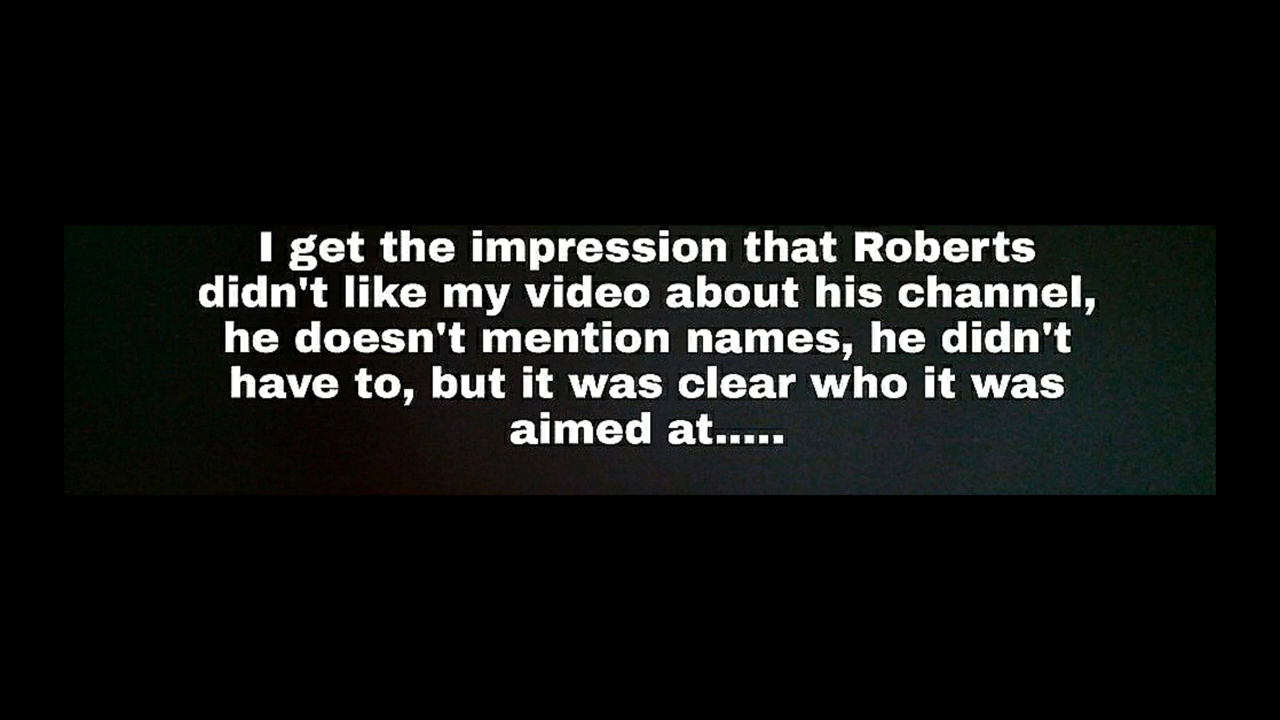 I get the impression that Roberts
didn't like my video about his channel,
he doesn't mention names, he didn't
have to, but it was clear who it was
aimed at.....